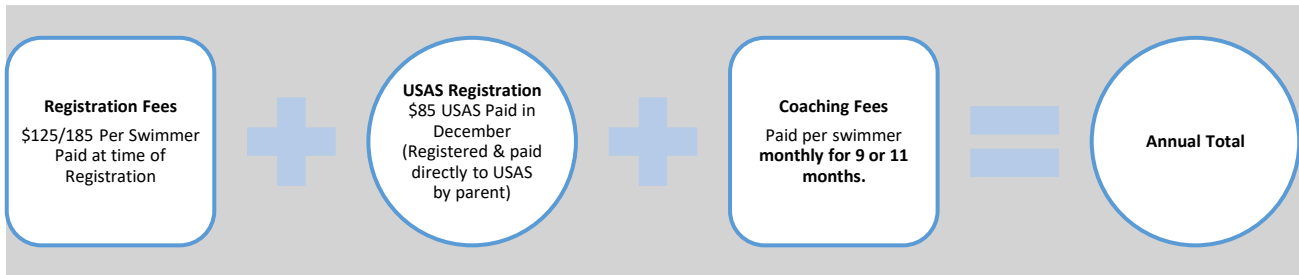 Registration Fees
$125/185 Per Swimmer
Paid at time of
Registration
USAS Registration
$85 USAS Paid in
December
(Registered & paid
directly to USAS
by parent)
Coaching Fees
Paid per swimmer
monthly for 9 or 11
months.
Annual Total